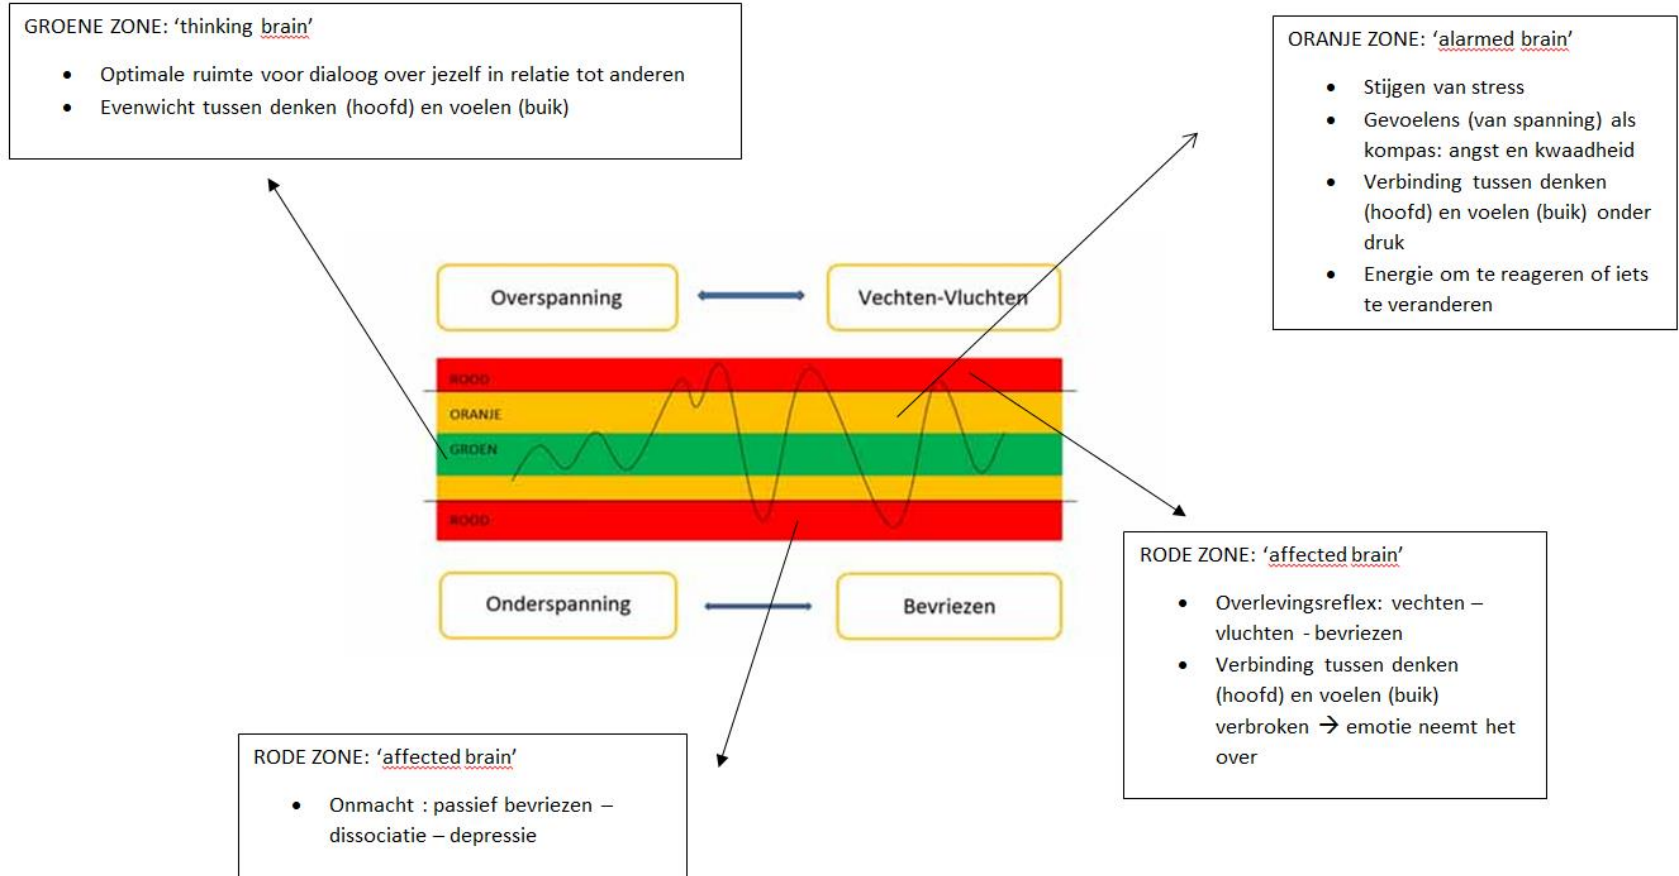 GROENE ZONE: ‘thinking brain’
• Optimale ruimte voor dialoog over jezelf in relatie tot anderen
• Evenwicht tussen denken (hoofd) en voelen (buik)
ORANJE ZONE: ‘alarmed brain’
• Stijgen van stress
• Gevoelens (van spanning) als
kompas: angst en kwaadheid
• Verbinding tussen denken
(hoofd) en voelen (buik) onder
druk
• Energie om te reageren of iets
te veranderen
Overspanning
Vechten-Vluchten
ROOD
ORANJE
GROEN
ROOD
Onderspanning
Bevriezen
RODE ZONE: ‘affected brain’
• Overlevingsreflex: vechten –
vluchten - bevriezen
• Verbinding tussen denken
(hoofd) en voelen (buik)
verbroken → emotie neemt het
over
RODE ZONE: ‘affected brain’
• Onmacht : passief bevriezen –
dissociatie – depressie